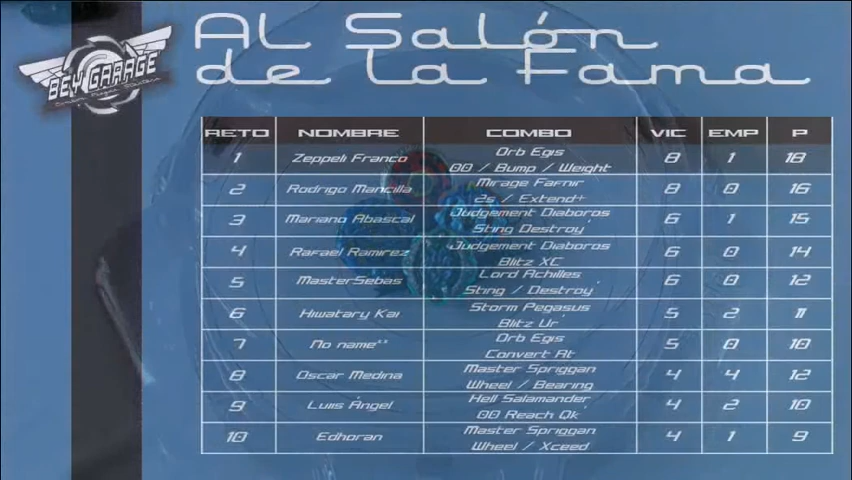 BEY GARAGE
Al Salón
de la Fama
RETO NOMBRE COMBO VIC EMP P
1 Zeppeli Franco Orb Egis 8 1 18
00 / Bump / Weight
2 Rodrigo Mancilla Mirage Fafnir 8 0 16
2s / Extend+
3 Mariano Abascal Judgement Diaboros 6 1 15
Sting Destroy'
4 Rafael Ramirez Judgement Diaboros 6 0 14
Blitz XC
5 MasterSebas Lord Achilles 6 0 12
Sting / Destroy'
6 Hiwatary Kai Storm Pegasus 5 2 11
Blitz Ur'
7 No name** Orb Egis 5 0 10
Convert At
8 Oscar Medina Master Spriggan 4 4 12
Wheel / Bearing
9 Luiis Ángel Hell Salamander 4 2 10
00 Reach Qk'
10 Edhoran Master Spriggan 4 1 9
Wheel / Xceed